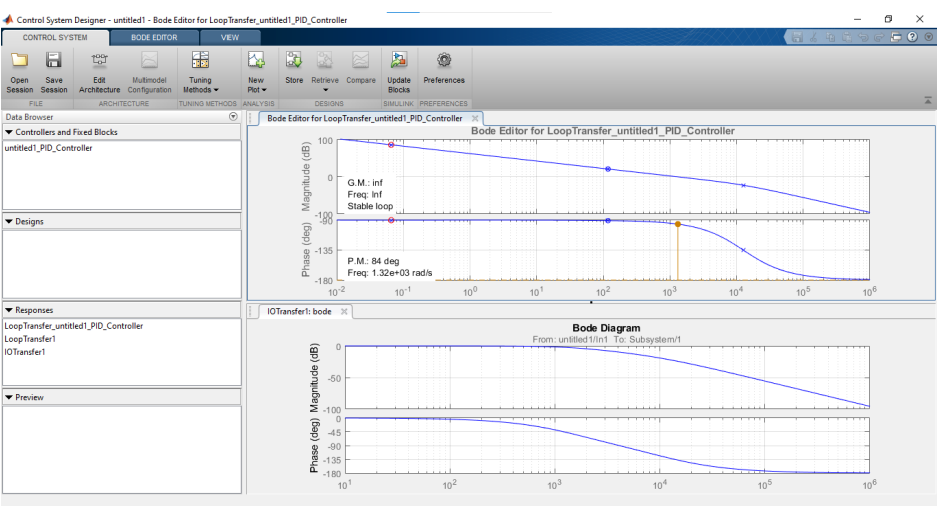 Control System Designer - untitled1 - Bode Editor for LoopTransfer_untitled1_PID_Controller
CONTROL SYSTEM BODE EDITOR VIEW
Open Session Save Session Edit Architecture Multimodel Configuration Tuning Methods New Plot Store Retrieve Compare Update Blocks Preferences
FILE ARCHITECTURE TUNING METHODS ANALYSIS DESIGNS SIMULINK PREFERENCES
Data Browser
Controllers and Fixed Blocks
untitled1_PID_Controller
Designs
Responses
LoopTransfer_untitled1_PID_Controller
LoopTransfer1
IOTransfer1
Preview
Bode Editor for LoopTransfer_untitled1_PID_Controller
Bode Editor for LoopTransfer_untitled1_PID_Controller
Magnitude (dB)
100
0
-100
G.M.: inf
Freq: Inf
Stable loop
Phase (deg)
-90
-135
-180
P.M.: 84 deg
Freq: 1.32e+03 rad/s
10^-2 10^-1 10^0 10^1 10^2 10^3 10^4 10^5 10^6
IOTransfer1: bode
Bode Diagram
From: untitled1/In1 To: Subsystem/1
Magnitude (dB)
0
-50
-100
Phase (deg)
0
-45
-90
-135
-180
10^1 10^2 10^3 10^4 10^5 10^6